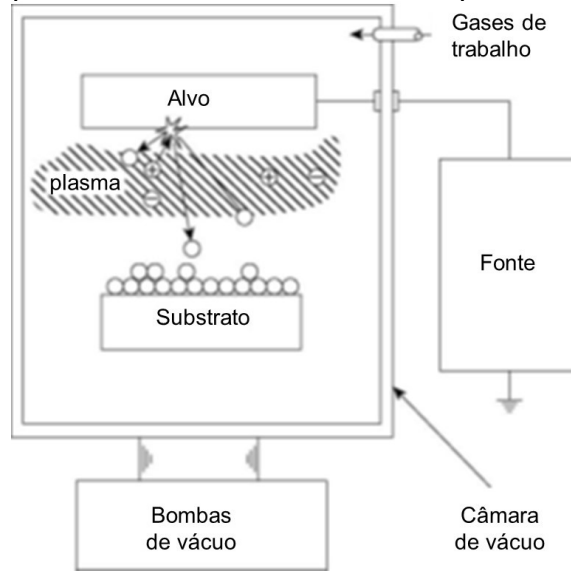 Gases de
trabalho
Alvo
plasma
Fonte
Substrato
Bombas
de vácuo
Câmara
de vácuo